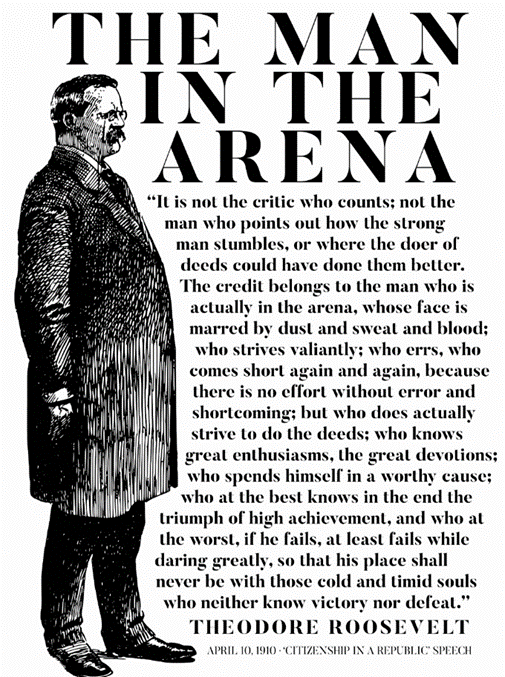 THE MAN
IN THE
ARENA
“It is not the critic who counts; not the
man who points out how the strong
man stumbles, or where the doer of
deeds could have done them better.
The credit belongs to the man who is
actually in the arena, whose face is
marred by dust and sweat and blood;
who strives valiantly; who errs, who
comes short again and again, because
there is no effort without error and
shortcoming; but who does actually
strive to do the deeds; who knows
great enthusiasms, the great devotions;
who spends himself in a worthy cause;
who at the best knows in the end the
triumph of high achievement, and who at
the worst, if he fails, at least fails while
daring greatly, so that his place shall
never be with those cold and timid souls
who neither know victory nor defeat.”
THEODORE ROOSEVELT
APRIL 10, 1910 · ‘CITIZENSHIP IN A REPUBLIC’ SPEECH